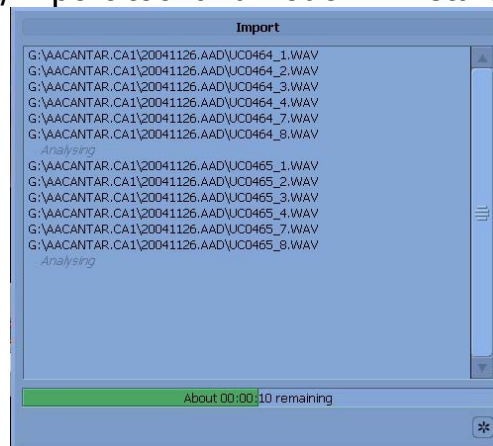 Import
G:\AACANTAR.CA1\20041126.AAD\UC0464_1.WAV
G:\AACANTAR.CA1\20041126.AAD\UC0464_2.WAV
G:\AACANTAR.CA1\20041126.AAD\UC0464_3.WAV
G:\AACANTAR.CA1\20041126.AAD\UC0464_4.WAV
G:\AACANTAR.CA1\20041126.AAD\UC0464_7.WAV
G:\AACANTAR.CA1\20041126.AAD\UC0464_8.WAV
Analysing
G:\AACANTAR.CA1\20041126.AAD\UC0465_1.WAV
G:\AACANTAR.CA1\20041126.AAD\UC0465_2.WAV
G:\AACANTAR.CA1\20041126.AAD\UC0465_3.WAV
G:\AACANTAR.CA1\20041126.AAD\UC0465_4.WAV
G:\AACANTAR.CA1\20041126.AAD\UC0465_7.WAV
G:\AACANTAR.CA1\20041126.AAD\UC0465_8.WAV
Analysing
About 00:00:10 remaining